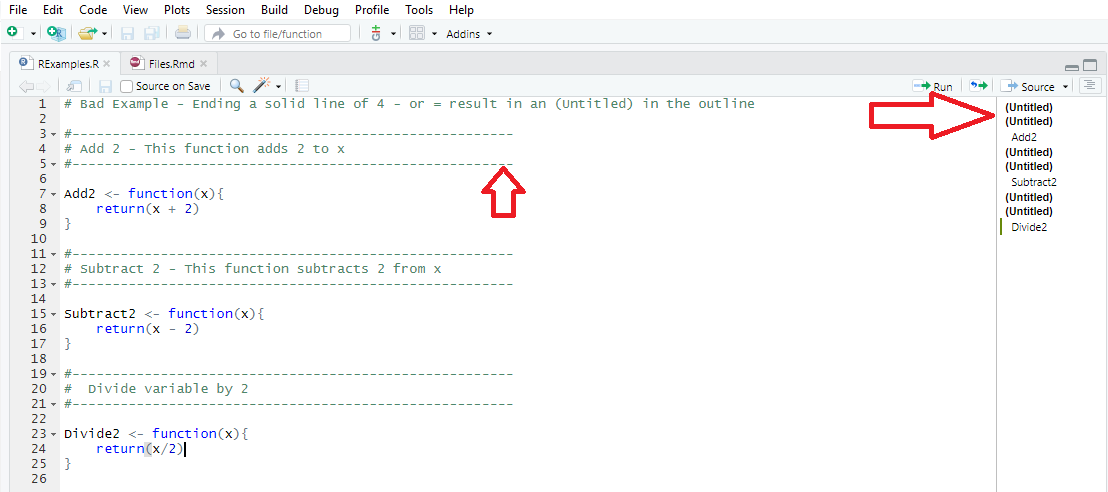 File Edit Code View Plots Session Build Debug Profile Tools Help
Go to file/function Addins
RExamples.R Files.Rmd
Source on Save Run Source
1 # Bad Example - Ending a solid line of 4 - or = result in an (Untitled) in the outline
2
3 #-------------------------------------------------------
4 # Add 2 - This function adds 2 to x
5 #-------------------------------------------------------
6
7 Add2 <- function(x){
8     return(x + 2)
9 }
10
11 #-------------------------------------------------------
12 # Subtract 2 - This function subtracts 2 from x
13 #-------------------------------------------------------
14
15 Subtract2 <- function(x){
16     return(x - 2)
17 }
18
19 #-------------------------------------------------------
20 #  Divide variable by 2
21 #-------------------------------------------------------
22
23 Divide2 <- function(x){
24     return(x/2)
25 }
26
(Untitled)
(Untitled)
Add2
(Untitled)
(Untitled)
Subtract2
(Untitled)
(Untitled)
Divide2